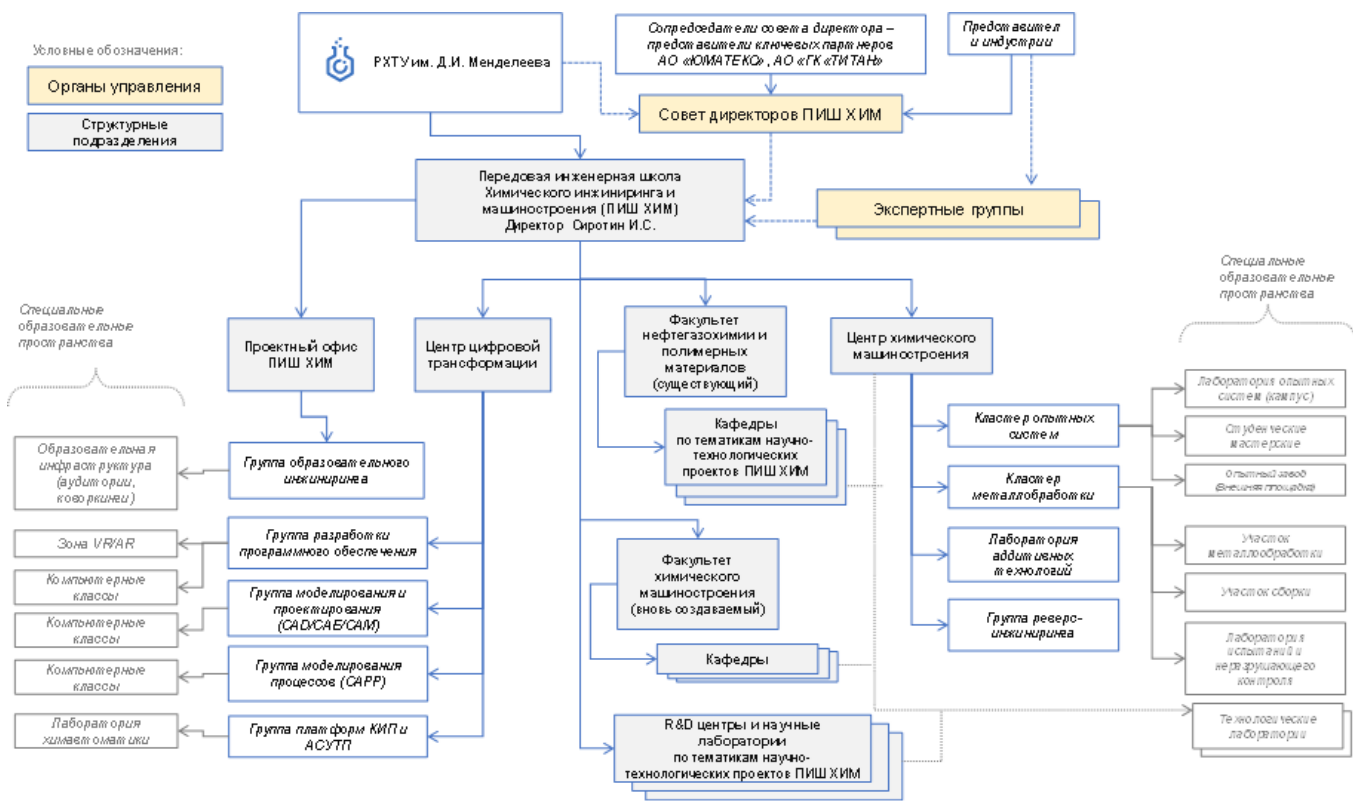 Условные обозначения:
Органы управления
Структурные
подразделения
РХТУ им. Д.И. Менделеева
Сопредседатели совета директора –
представители ключевых партнеров
АО «ЮМАТЕКС», АО «ГК «ТИТАН»
Представител
и индустрии
Совет директоров ПИШ ХИМ
Передовая инженерная школа
Химического инжиниринга и
машиностроения (ПИШ ХИМ)
Директор Сиротин И.С.
Экспертные группы
Специальные
образовательные
пространства
Специальные
образовательные
пространства
Проектный офис
ПИШ ХИМ
Центр цифровой
трансформации
Факультет
нефтегазохимии и
полимерных
материалов
(существующий)
Центр химического
машиностроения
Кафедры
по тематикам научно-
технологических
проектов ПИШ ХИМ
Кластер опытных
систем
Лаборатория опытных
систем (кампус)
Студенческие
мастерские
Опытный завод
(Внешняя площадка)
Образовательная
инфраструктура
(аудитории,
коворкинги)
Группа образовательного
инжиниринга
Кластер
металлообработки
Зона VR/AR
Группа разработки
программного обеспечения
Компьютерные
классы
Факультет
химического
машиностроения
(вновь создаваемый)
Лаборатория
аддитивных
технологий
Участок
металлообработки
Участок сборки
Компьютерные
классы
Группа моделирования и
проектирования
(CAD/CAE/CAM)
Группа реверс-
инжиниринга
Лаборатория
испытаний и
неразрушающего
контроля
Компьютерные
классы
Группа моделирования
процессов (CAPP)
Кафедры
Лаборатория
химавтоматики
Группа платформ КИП и
АСУТП
R&D центры и научные
лаборатории
по тематикам научно-
технологических проектов ПИШ ХИМ
Технологические
лаборатории